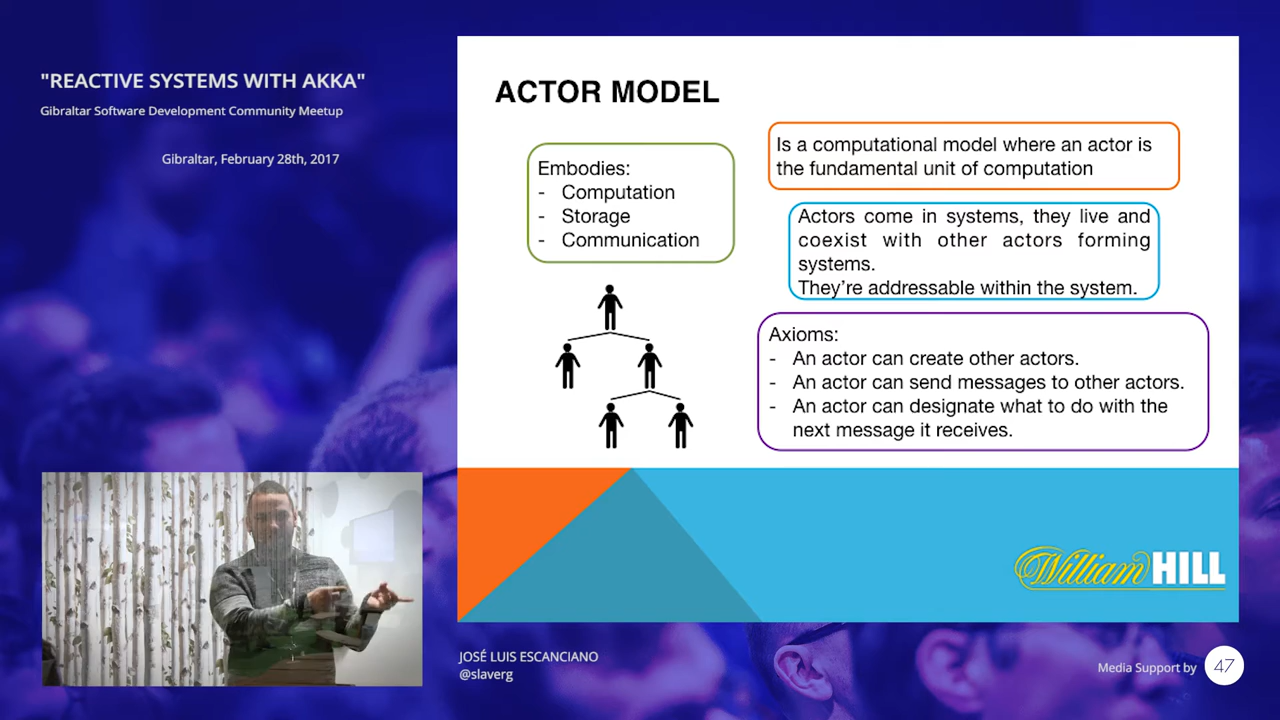 "REACTIVE SYSTEMS WITH AKKA"
Gibraltar Software Development Community Meetup
Gibraltar, February 28th, 2017
ACTOR MODEL
Embodies:
- Computation
- Storage
- Communication
Is a computational model where an actor is
the fundamental unit of computation
Actors come in systems, they live and
coexist with other actors forming
systems.
They're addressable within the system.
Axioms:
- An actor can create other actors.
- An actor can send messages to other actors.
- An actor can designate what to do with the
next message it receives.
William HILL
JOSÉ LUIS ESCANCIANO
@slaverg
Media Support by 47